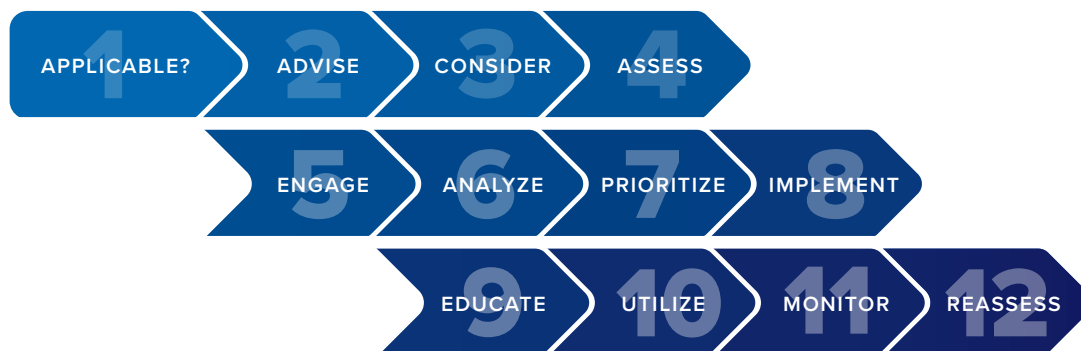 1 APPLICABLE? 2 ADVISE 3 CONSIDER 4 ASSESS
5 ENGAGE 6 ANALYZE 7 PRIORITIZE 8 IMPLEMENT
9 EDUCATE 10 UTILIZE 11 MONITOR 12 REASSESS